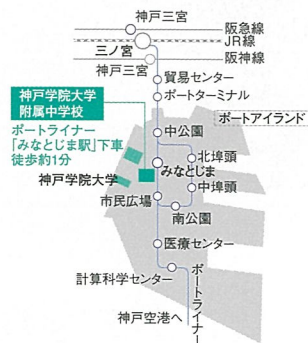 神戸三宮
阪急線
JR線
三ノ宮
阪神線
神戸三宮
貿易センター
ポートターミナル
神戸学院大学
附属中学校
ポートライナー
「みなとじま駅」下車
徒歩約1分
中公園
ポートアイランド
北埠頭
みなとじま
神戸学院大学
中埠頭
市民広場
南公園
医療センター
計算科学センター
ポートライナー
神戸空港へ